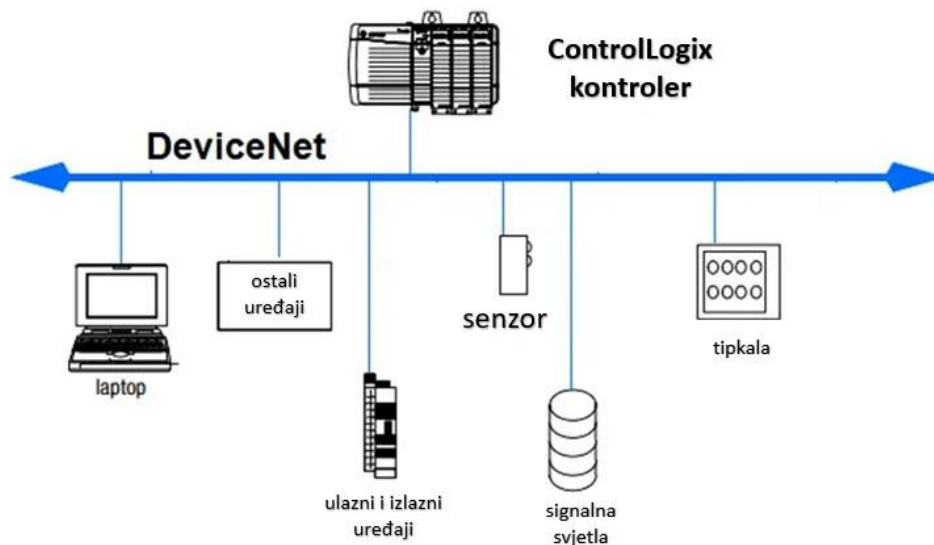 ControlLogix
kontroler
DeviceNet
ostali
uređaji
senzor
tipkala
laptop
ulazni i izlazni
uređaji
signalna
svjetla